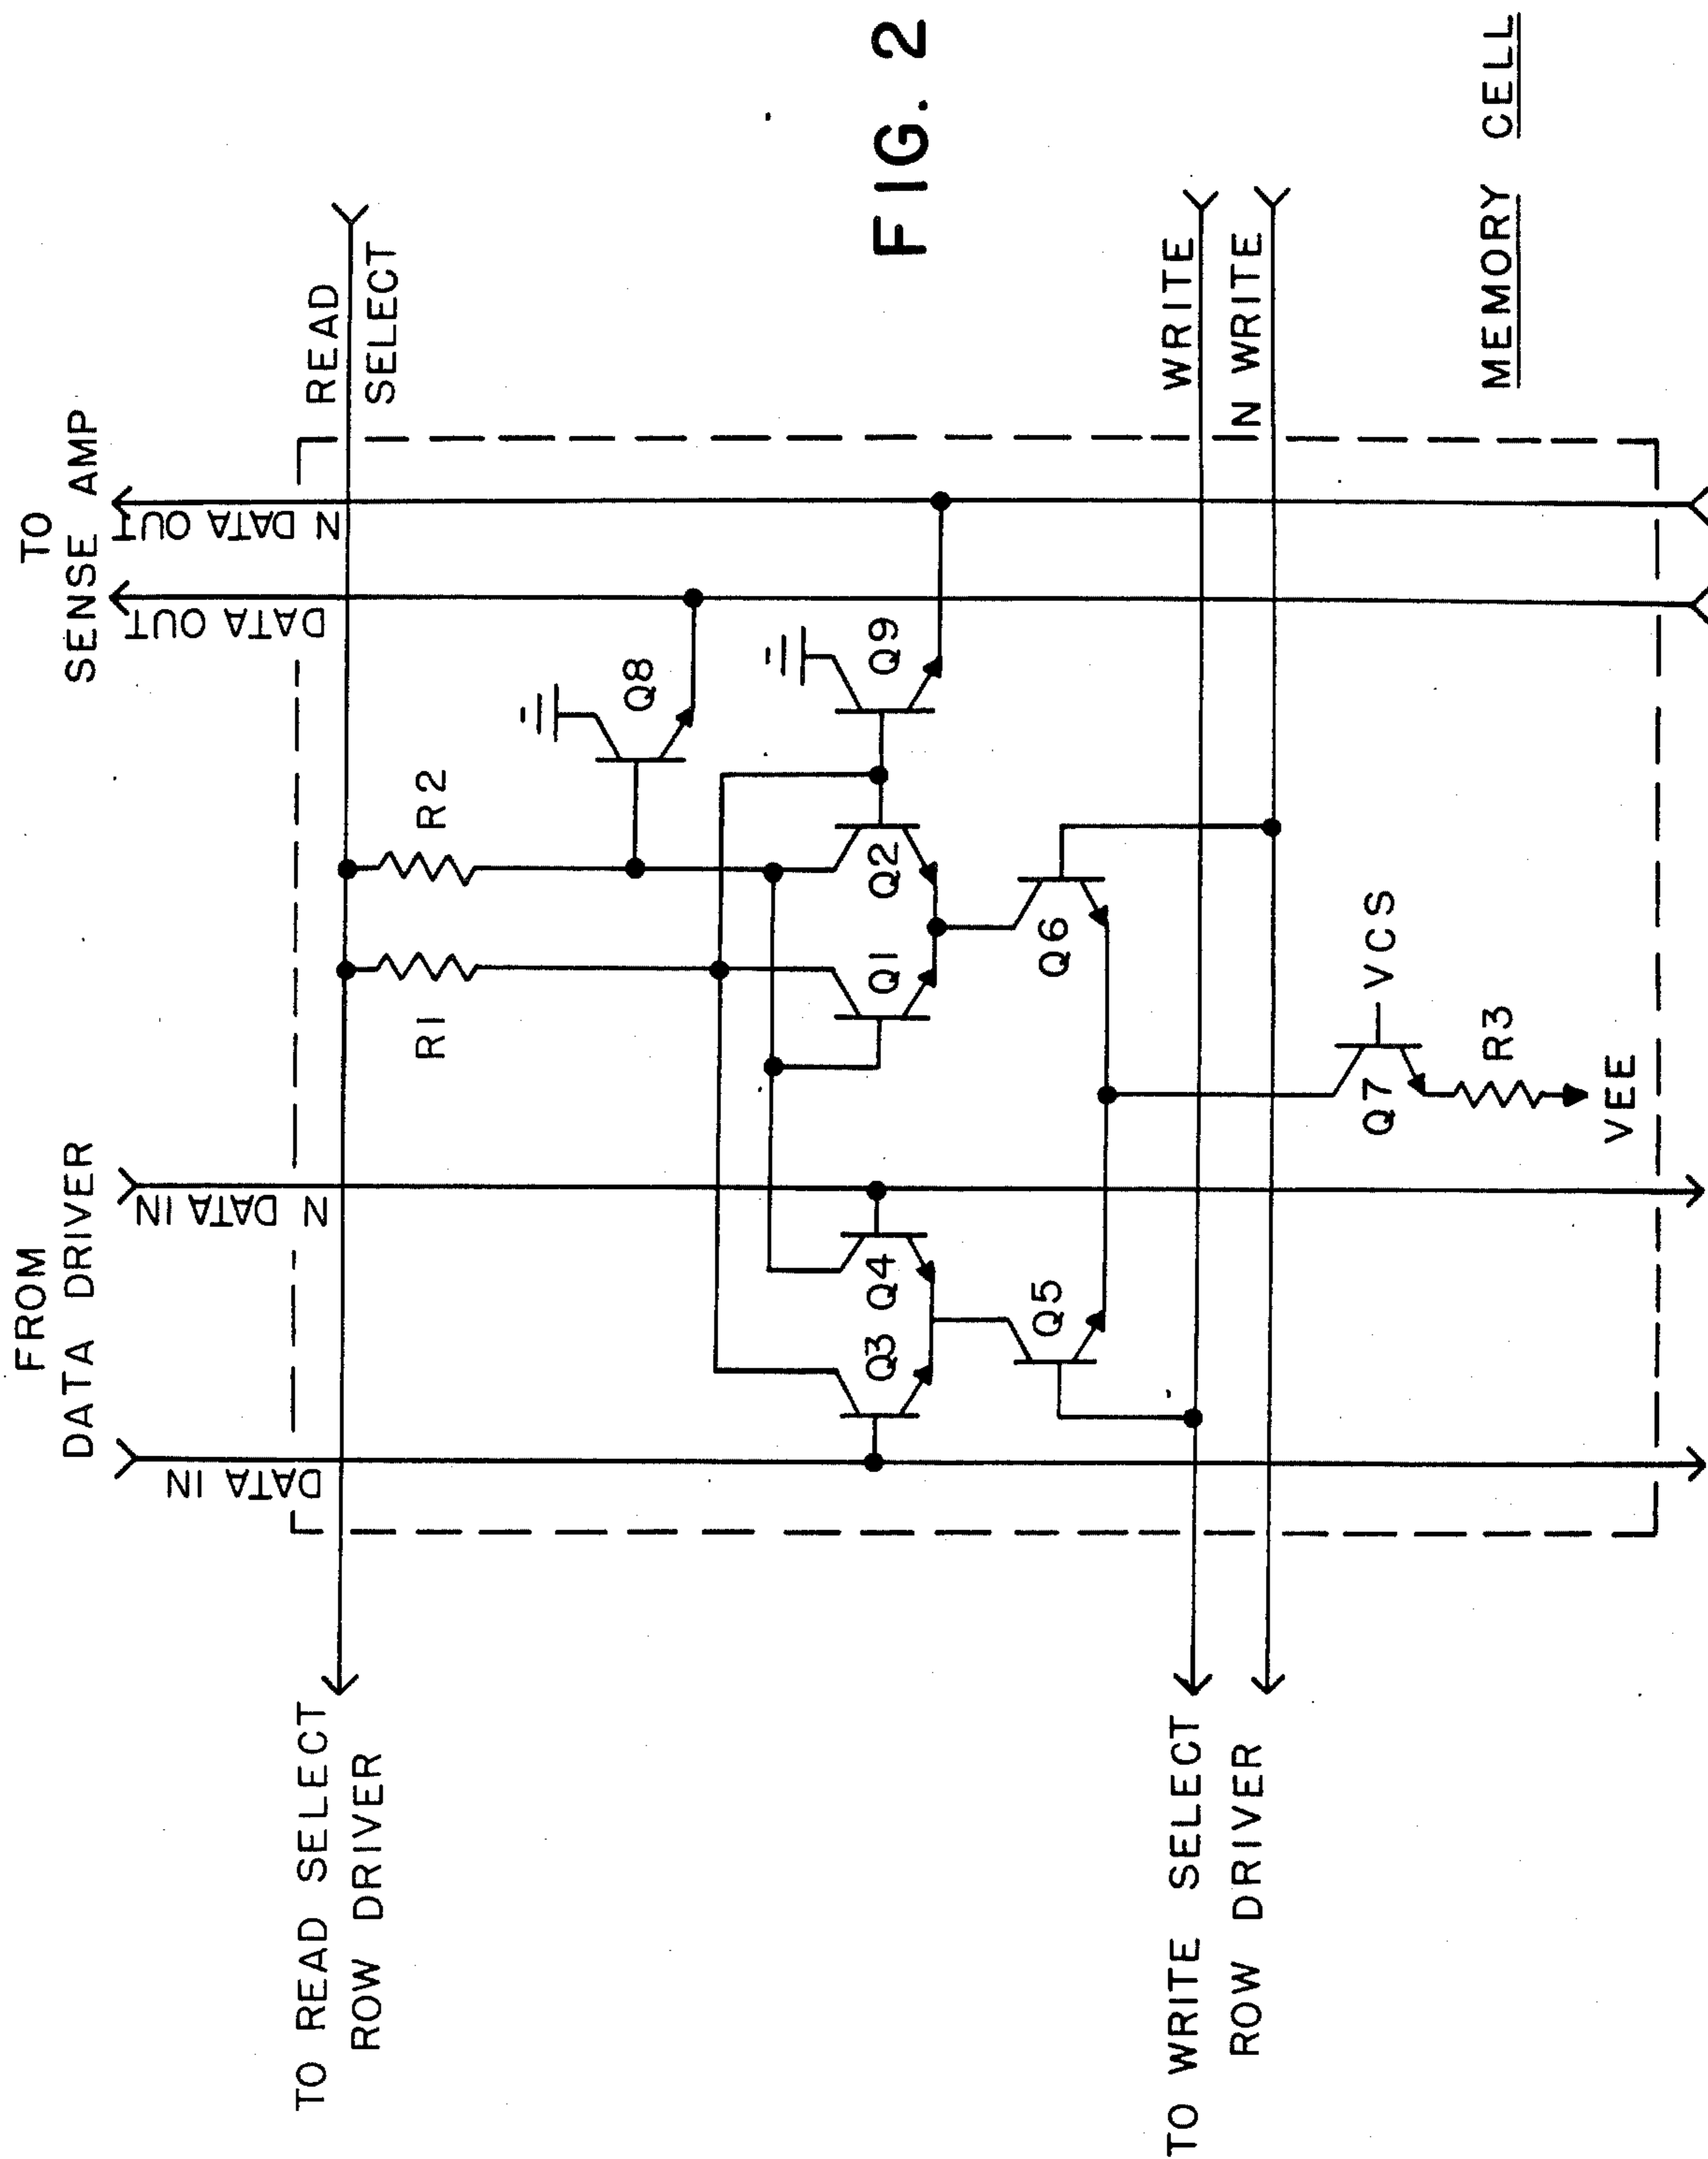 FROM
DATA DRIVER
TO
SENSE AMP
DATA IN
N DATA IN
DATA OUT
N DATA OUT
TO READ SELECT
ROW DRIVER
READ
SELECT
R1
R2
Q8
Q3
Q4
Q1
Q2
Q9
FIG. 2
Q5
Q6
TO WRITE SELECT
ROW DRIVER
WRITE
N WRITE
Q7
VCS
R3
VEE
MEMORY CELL